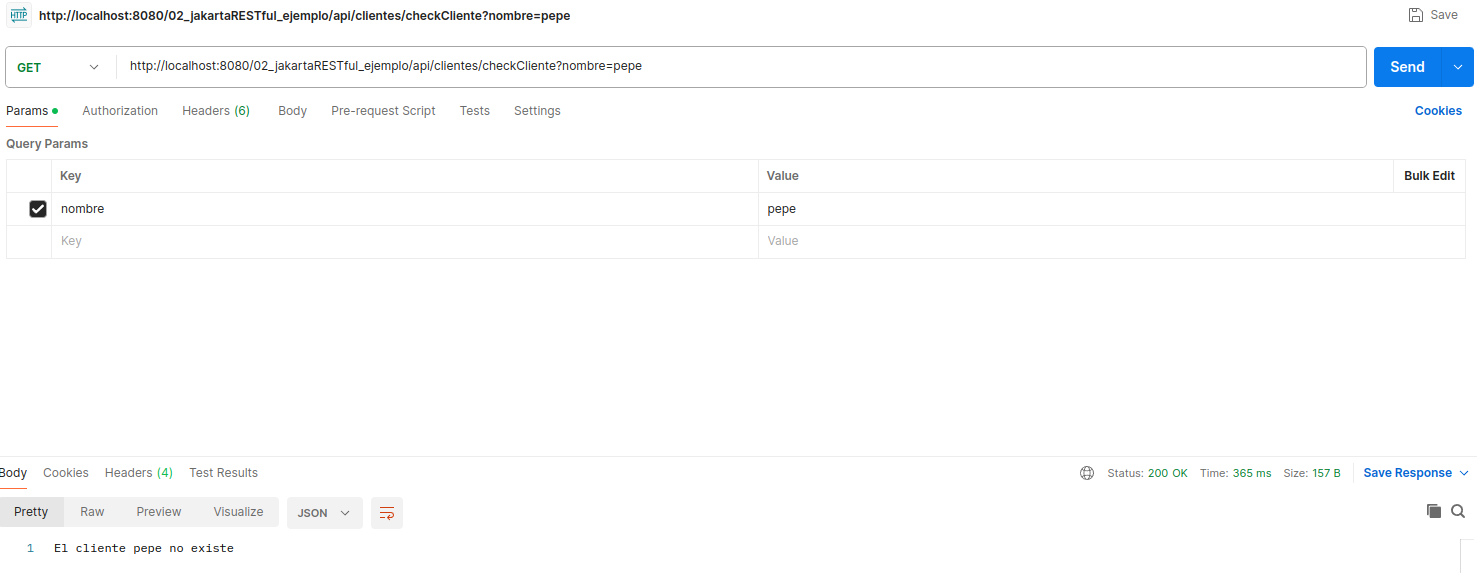 HTTP http://localhost:8080/02_jakartaRESTful_ejemplo/api/clientes/checkCliente?nombre=pepe Save
GET http://localhost:8080/02_jakartaRESTful_ejemplo/api/clientes/checkCliente?nombre=pepe Send
Params Authorization Headers (6) Body Pre-request Script Tests Settings Cookies
Query Params
Key Value Bulk Edit
nombre pepe
Key Value
Body Cookies Headers (4) Test Results Status: 200 OK Time: 365 ms Size: 157 B Save Response
Pretty Raw Preview Visualize JSON
1 El cliente pepe no existe